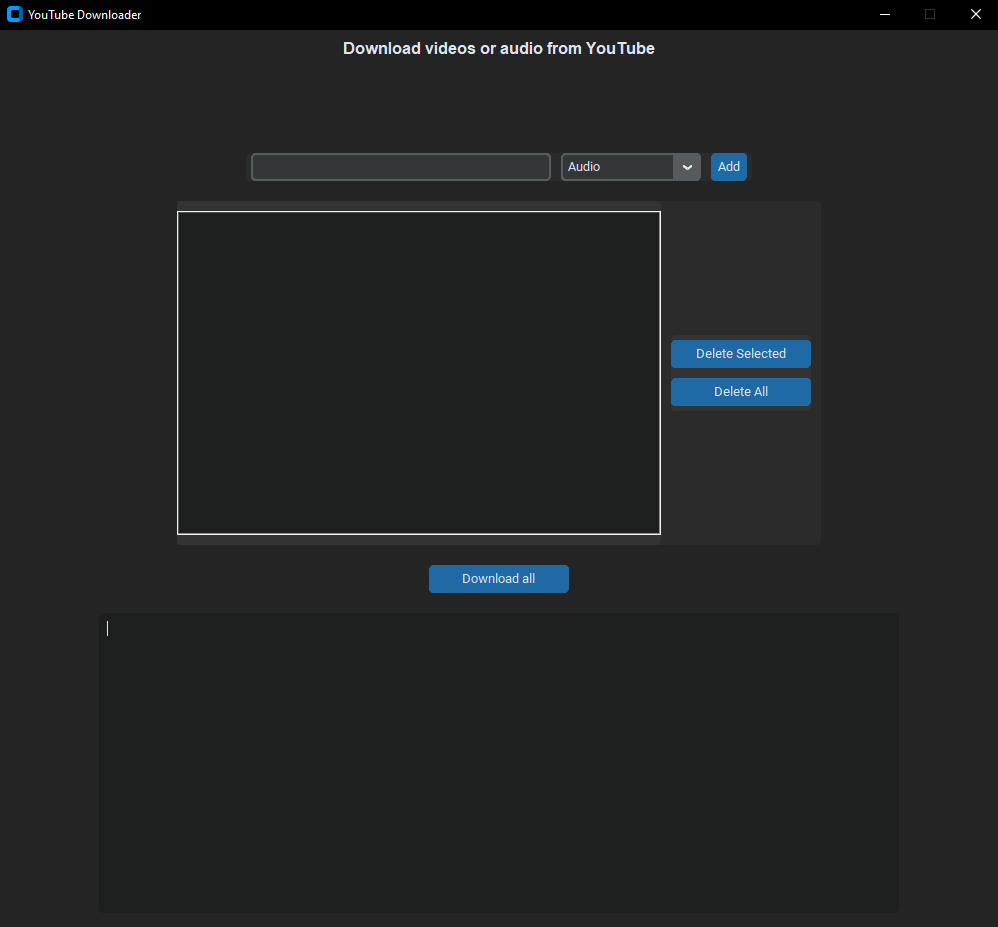 YouTube Downloader
Download videos or audio from YouTube
Audio
Add
Delete Selected
Delete All
Download all